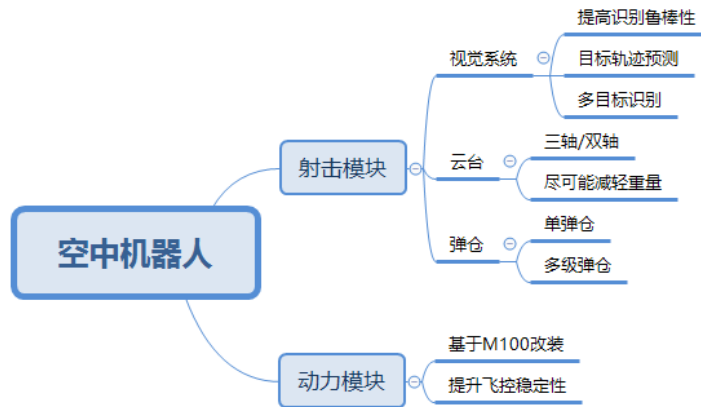 空中机器人
射击模块
视觉系统
提高识别鲁棒性
目标轨迹预测
多目标识别
云台
三轴/双轴
尽可能减轻重量
弹仓
单弹仓
多级弹仓
动力模块
基于M100改装
提升飞控稳定性